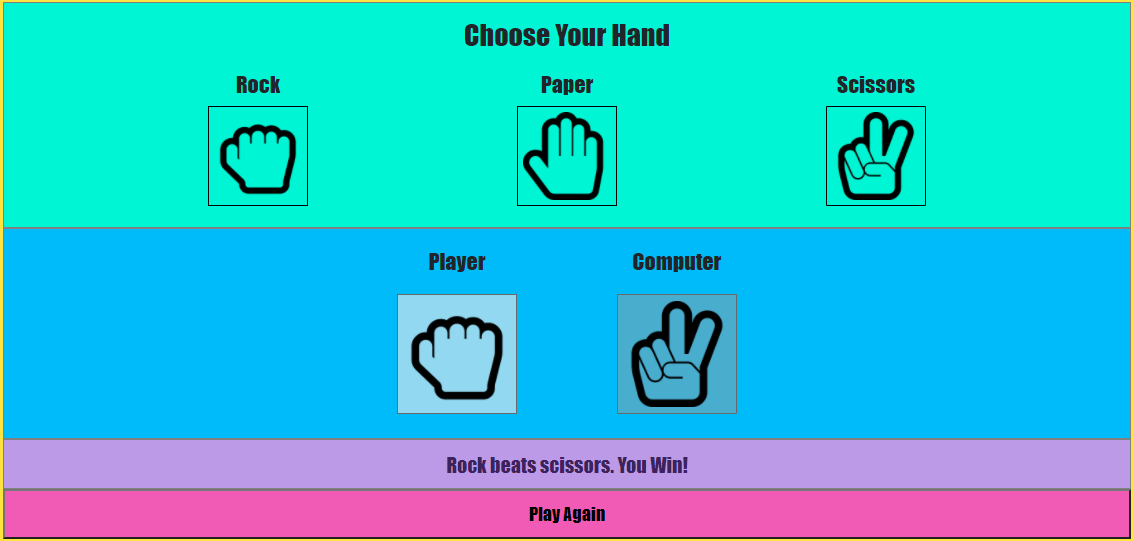 Choose Your Hand
Rock Paper Scissors
Player Computer
Rock beats scissors. You Win!
Play Again